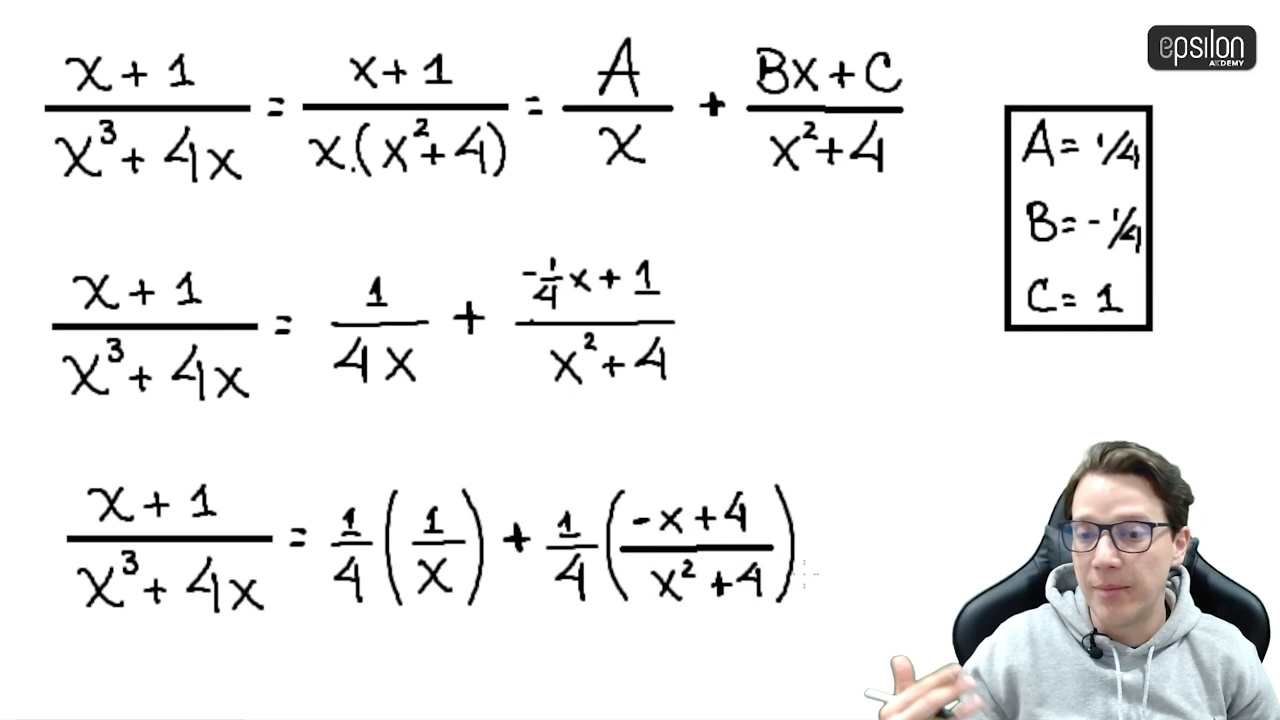 epsilon
ACADEMY
x + 1 / x³ + 4x = x + 1 / x.(x² + 4) = A / x + Bx + C / x² + 4
A = 1/4
B = - 1/4
C = 1
x + 1 / x³ + 4x = 1 / 4x + -1/4 x + 1 / x² + 4
x + 1 / x³ + 4x = 1/4 (1/x) + 1/4 (-x + 4 / x² + 4)